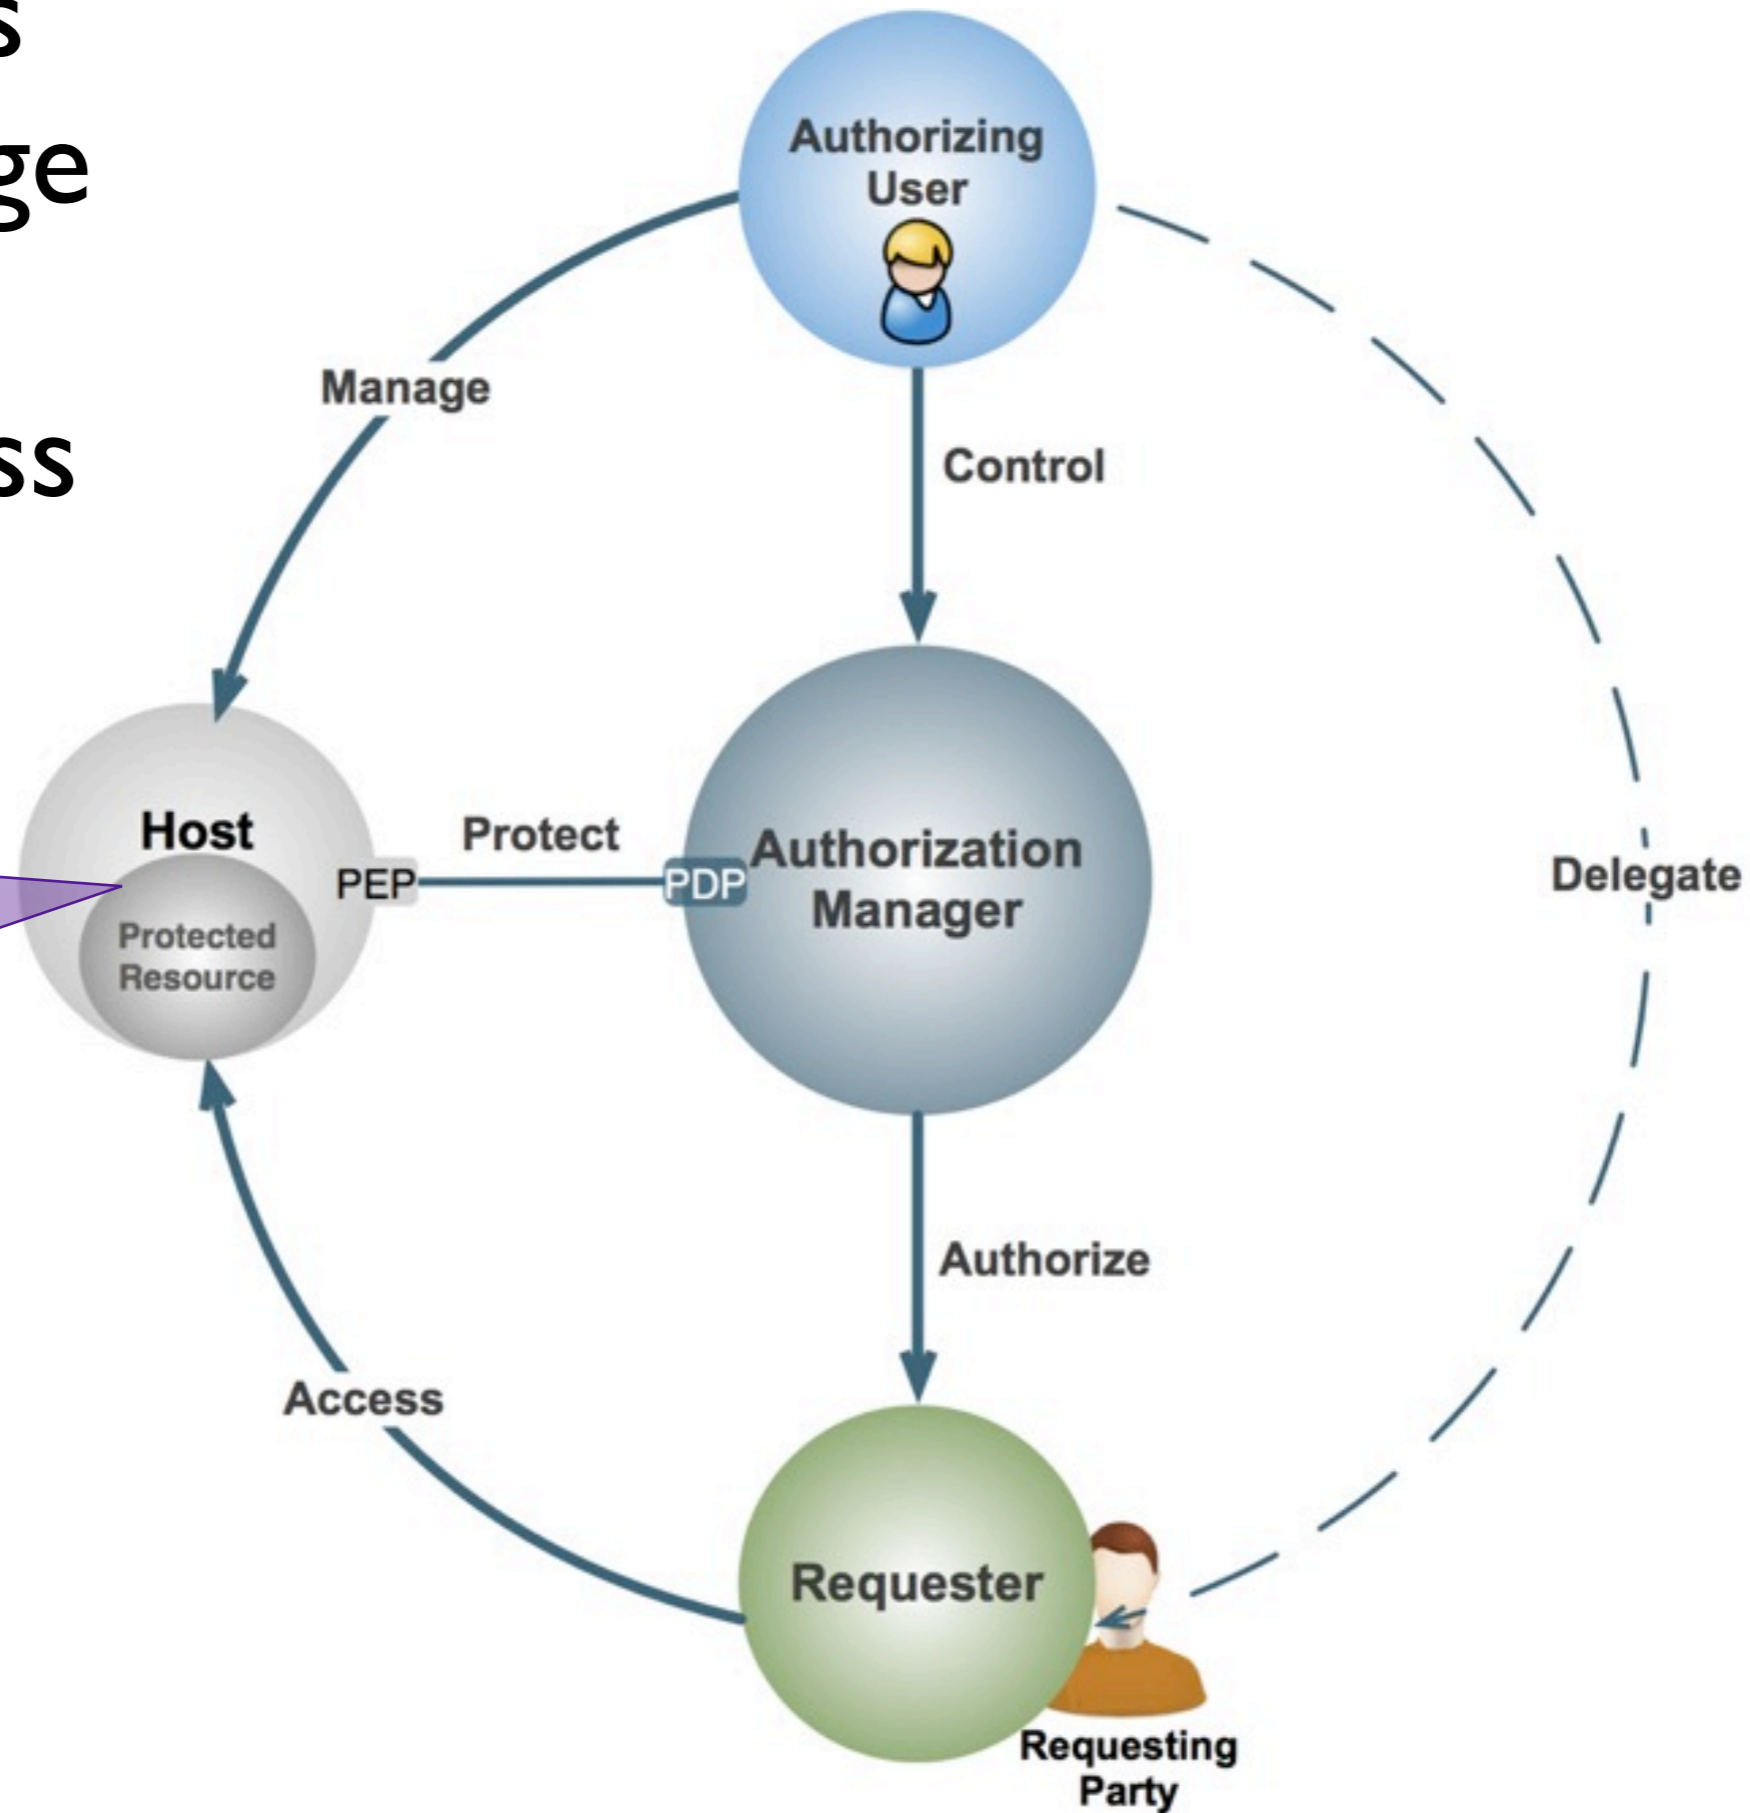 s
ge
ss
Authorizing
User
Manage
Control
Host
Protect
PEP
PDP
Authorization
Manager
Protected
Resource
Delegate
Authorize
Access
Requester
Requesting
Party